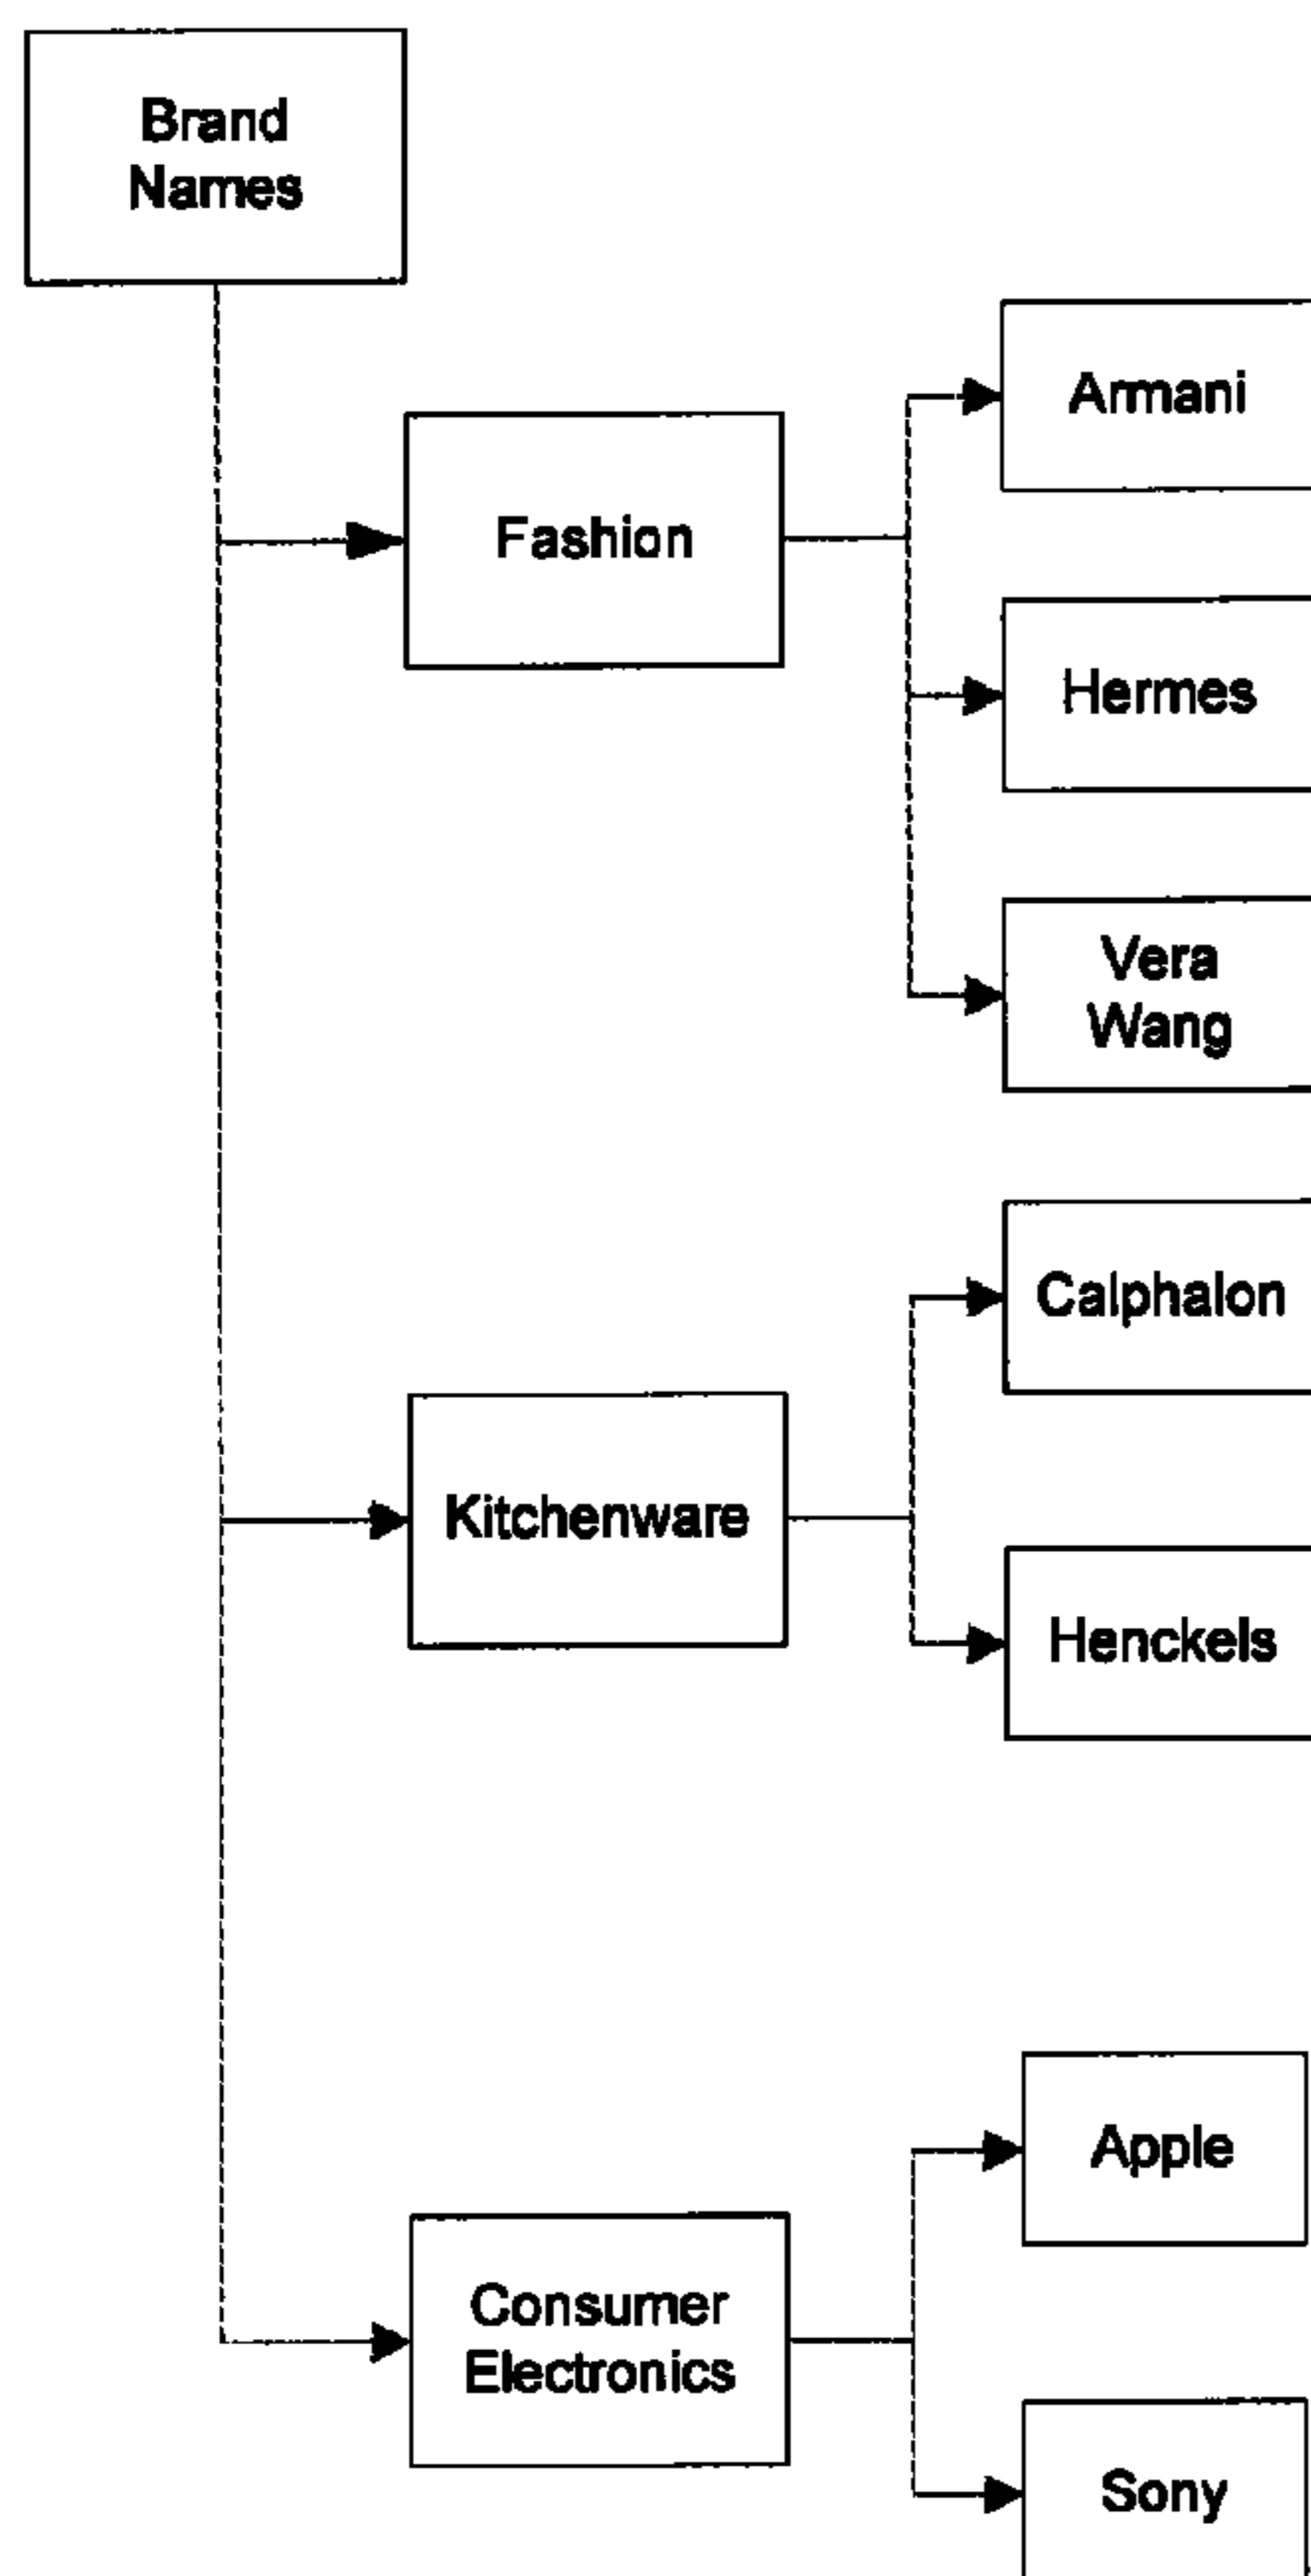 Brand
Names
Armani
Fashion
Hermes
Vera
Wang
Calphalon
Kitchenware
Henckels
Apple
Consumer
Electronics
Sony